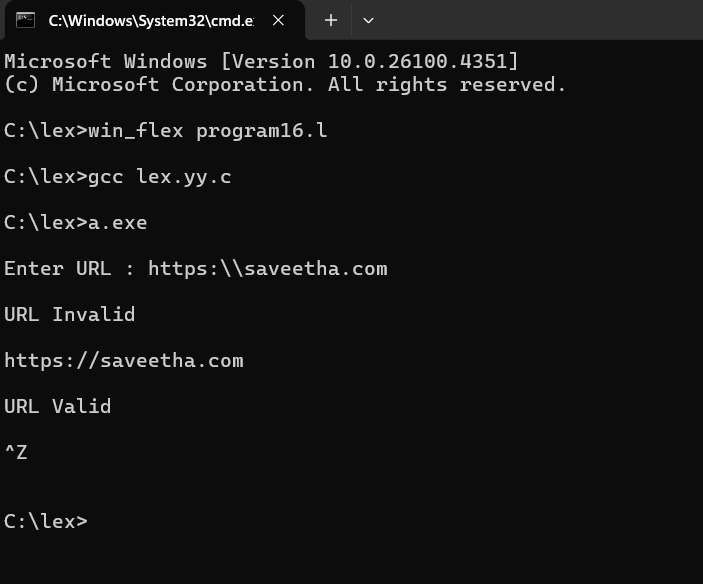 C:\Windows\System32\cmd.e
Microsoft Windows [Version 10.0.26100.4351]
(c) Microsoft Corporation. All rights reserved.
C:\lex>win_flex program16.l
C:\lex>gcc lex.yy.c
C:\lex>a.exe
Enter URL : https:\\saveetha.com
URL Invalid
https://saveetha.com
URL Valid
^Z
C:\lex>